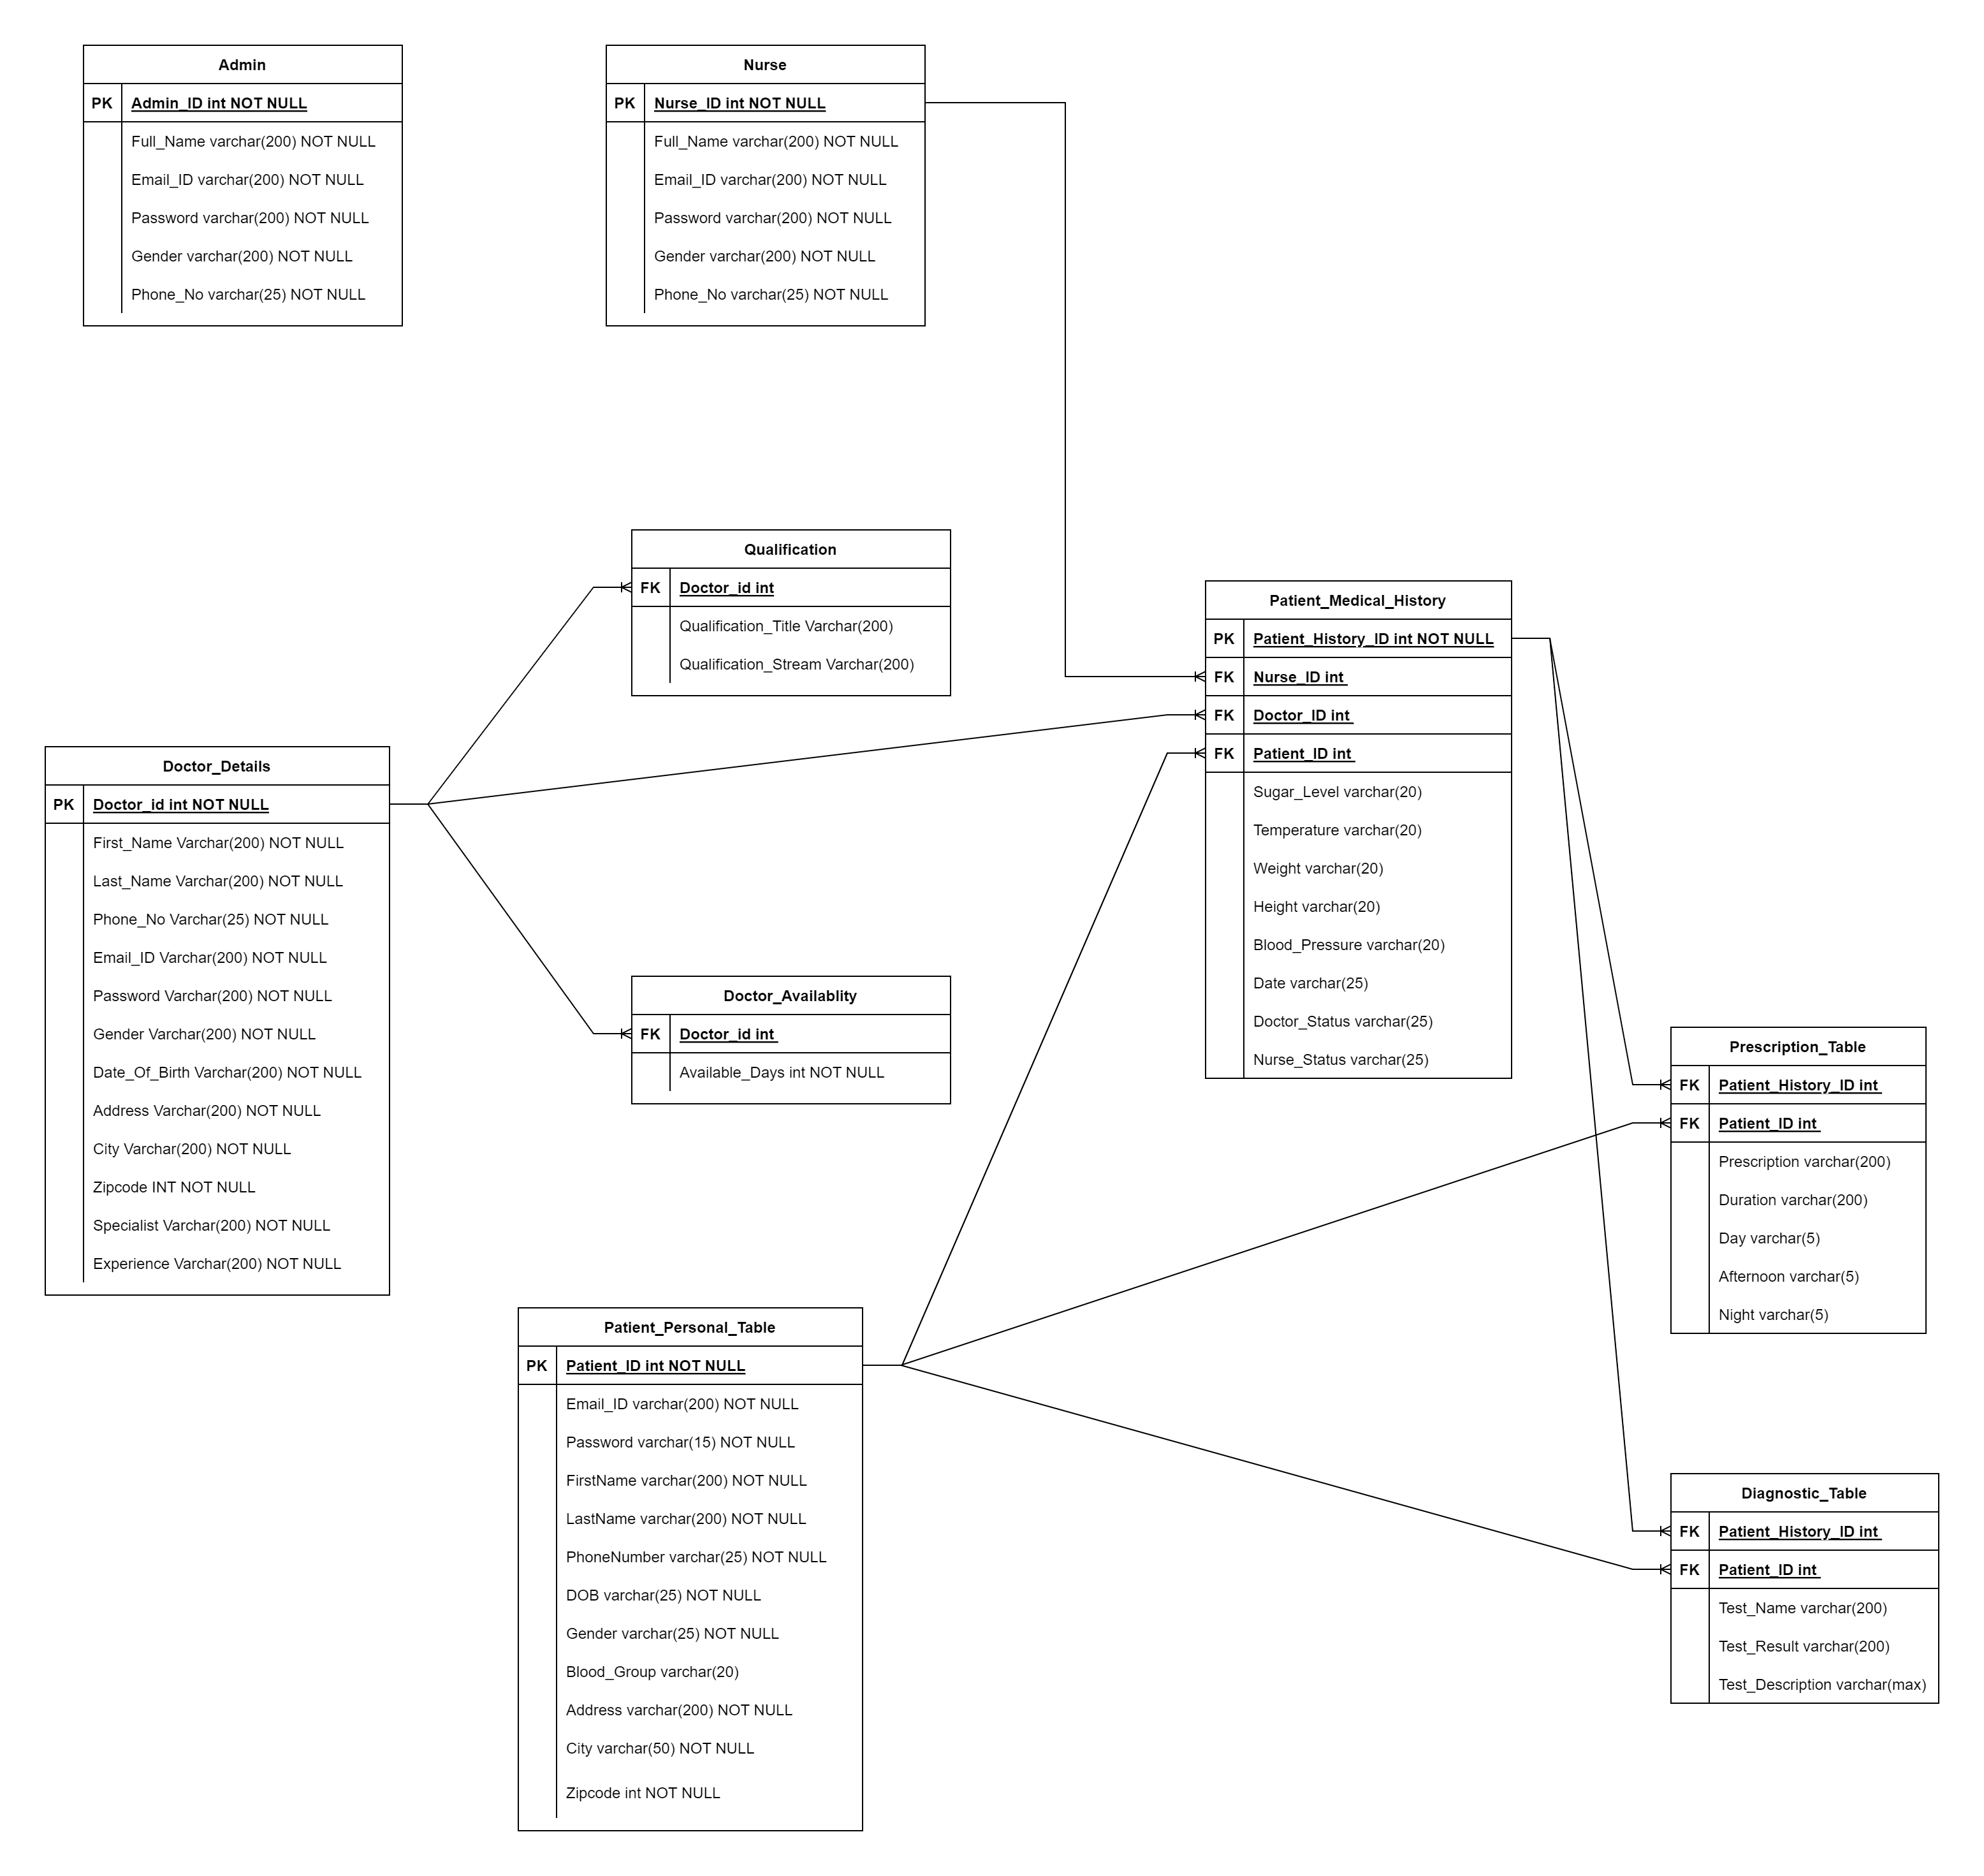 Admin
PK Admin_ID int NOT NULL
Full_Name varchar(200) NOT NULL
Email_ID varchar(200) NOT NULL
Password varchar(200) NOT NULL
Gender varchar(200) NOT NULL
Phone_No varchar(25) NOT NULL
Nurse
PK Nurse_ID int NOT NULL
Full_Name varchar(200) NOT NULL
Email_ID varchar(200) NOT NULL
Password varchar(200) NOT NULL
Gender varchar(200) NOT NULL
Phone_No varchar(25) NOT NULL
Qualification
FK Doctor_id int
Qualification_Title Varchar(200)
Qualification_Stream Varchar(200)
Patient_Medical_History
PK Patient_History_ID int NOT NULL
FK Nurse_ID int
FK Doctor_ID int
FK Patient_ID int
Sugar_Level varchar(20)
Temperature varchar(20)
Weight varchar(20)
Height varchar(20)
Blood_Pressure varchar(20)
Date varchar(25)
Doctor_Status varchar(25)
Nurse_Status varchar(25)
Doctor_Details
PK Doctor_id int NOT NULL
First_Name Varchar(200) NOT NULL
Last_Name Varchar(200) NOT NULL
Phone_No Varchar(25) NOT NULL
Email_ID Varchar(200) NOT NULL
Password Varchar(200) NOT NULL
Gender Varchar(200) NOT NULL
Date_Of_Birth Varchar(200) NOT NULL
Address Varchar(200) NOT NULL
City Varchar(200) NOT NULL
Zipcode INT NOT NULL
Specialist Varchar(200) NOT NULL
Experience Varchar(200) NOT NULL
Doctor_Availablity
FK Doctor_id int
Available_Days int NOT NULL
Prescription_Table
FK Patient_History_ID int
FK Patient_ID int
Prescription varchar(200)
Duration varchar(200)
Day varchar(5)
Afternoon varchar(5)
Night varchar(5)
Patient_Personal_Table
PK Patient_ID int NOT NULL
Email_ID varchar(200) NOT NULL
Password varchar(15) NOT NULL
FirstName varchar(200) NOT NULL
LastName varchar(200) NOT NULL
PhoneNumber varchar(25) NOT NULL
DOB varchar(25) NOT NULL
Gender varchar(25) NOT NULL
Blood_Group varchar(20)
Address varchar(200) NOT NULL
City varchar(50) NOT NULL
Zipcode int NOT NULL
Diagnostic_Table
FK Patient_History_ID int
FK Patient_ID int
Test_Name varchar(200)
Test_Result varchar(200)
Test_Description varchar(max)